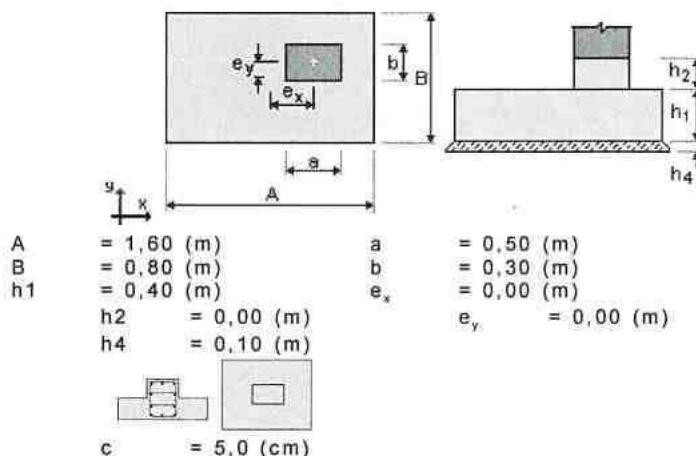 e_y
e_x
b
B
a
A
y
x
h_2
h_1
h_4
A = 1,60 (m) a = 0,50 (m)
B = 0,80 (m) b = 0,30 (m)
h1 = 0,40 (m) e_x = 0,00 (m)
h2 = 0,00 (m) e_y = 0,00 (m)
h4 = 0,10 (m)
c = 5,0 (cm)